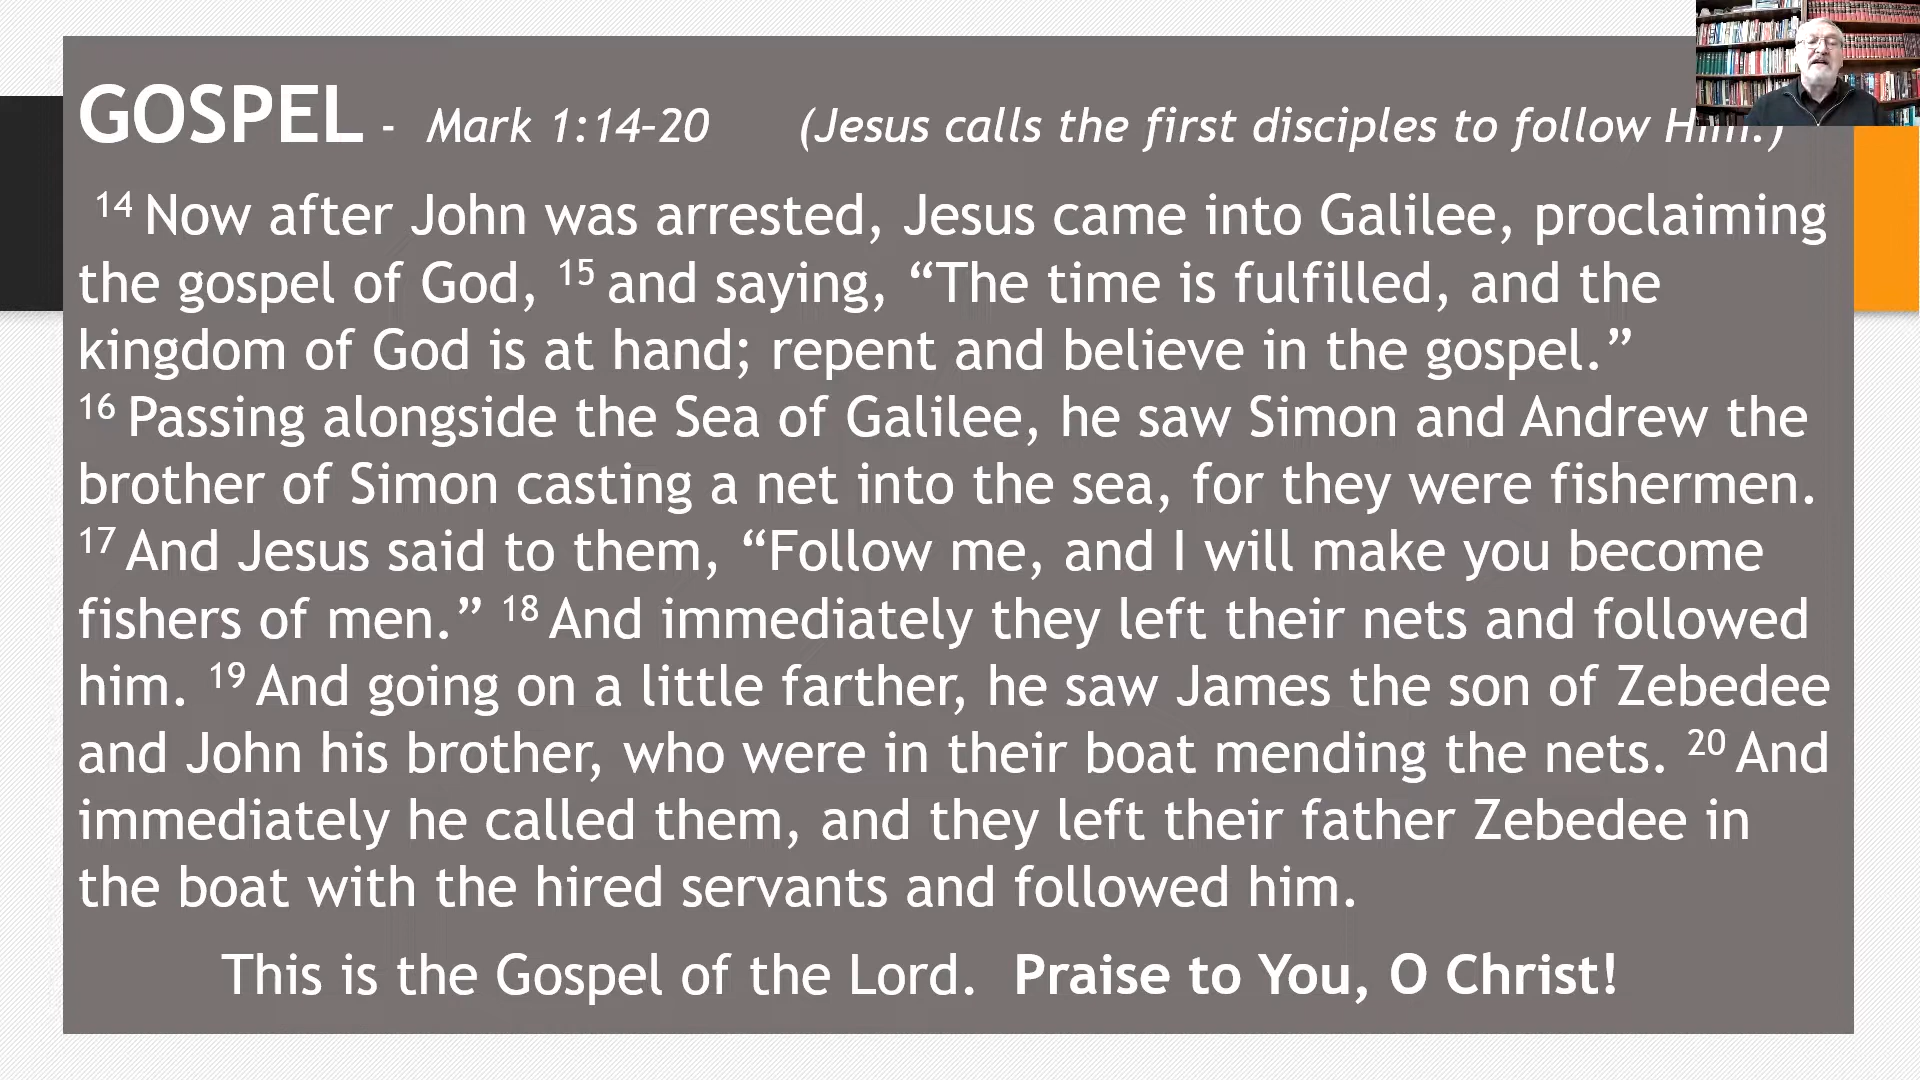 GOSPEL - Mark 1:14-20 (Jesus calls the first disciples to follow Him.)
14 Now after John was arrested, Jesus came into Galilee, proclaiming
the gospel of God, 15 and saying, “The time is fulfilled, and the
kingdom of God is at hand; repent and believe in the gospel.”
16 Passing alongside the Sea of Galilee, he saw Simon and Andrew the
brother of Simon casting a net into the sea, for they were fishermen.
17 And Jesus said to them, “Follow me, and I will make you become
fishers of men.” 18 And immediately they left their nets and followed
him. 19 And going on a little farther, he saw James the son of Zebedee
and John his brother, who were in their boat mending the nets. 20 And
immediately he called them, and they left their father Zebedee in
the boat with the hired servants and followed him.
This is the Gospel of the Lord. Praise to You, O Christ!